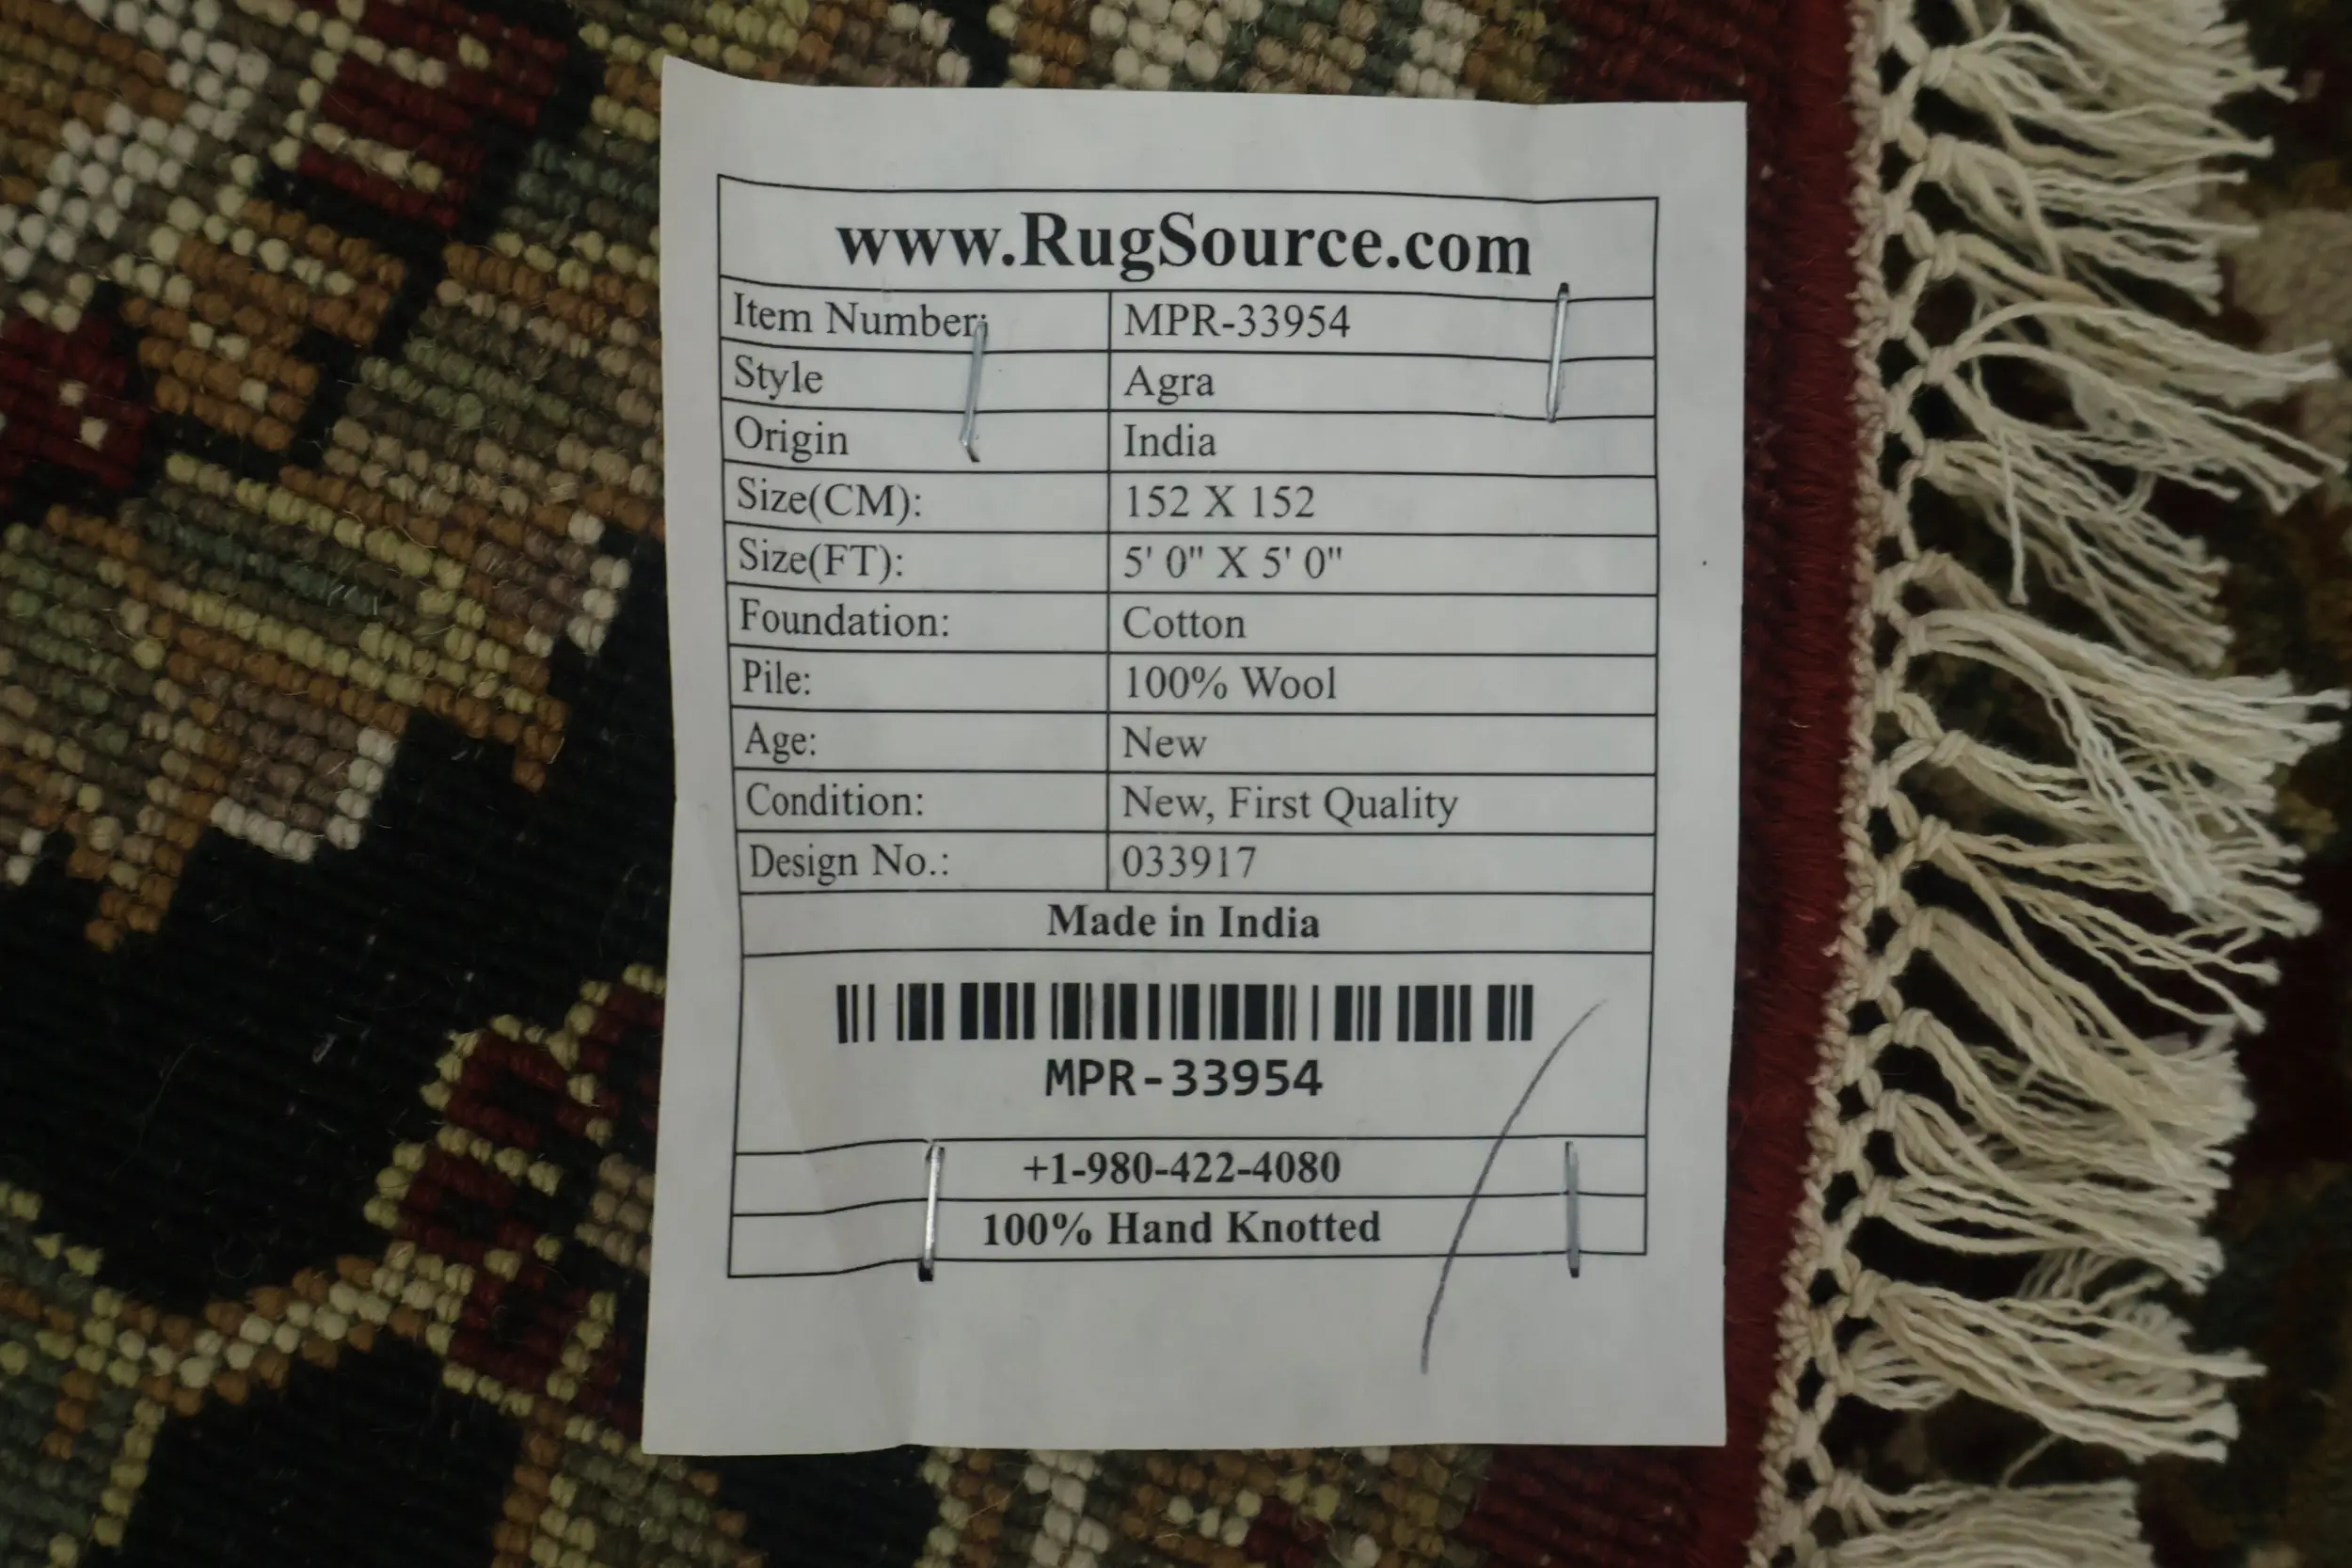 www.RugSource.com
Item Number: MPR-33954
Style Agra
Origin India
Size(CM): 152 X 152
Size(FT): 5' 0" X 5' 0"
Foundation: Cotton
Pile: 100% Wool
Age: New
Condition: New, First Quality
Design No.: 033917
Made in India
MPR-33954
+1-980-422-4080
100% Hand Knotted